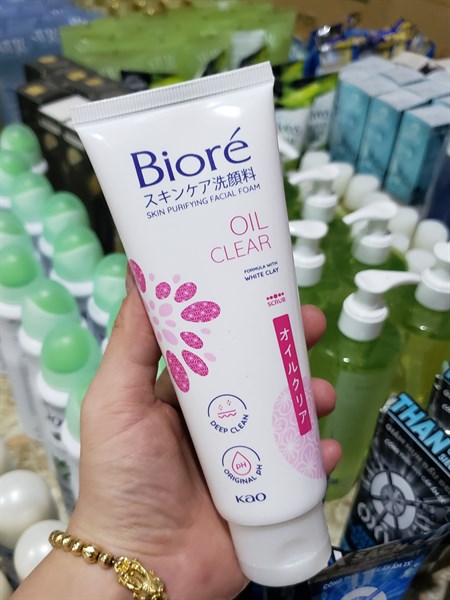 Bioré
スキンケア洗顔料
SKIN PURIFYING FACIAL FOAM
OIL
CLEAR
FORMULA WITH
WHITE CLAY
SCRUB
オイルクリア
DEEP CLEAN
PH
ORIGINAL PH
Kao
THAN